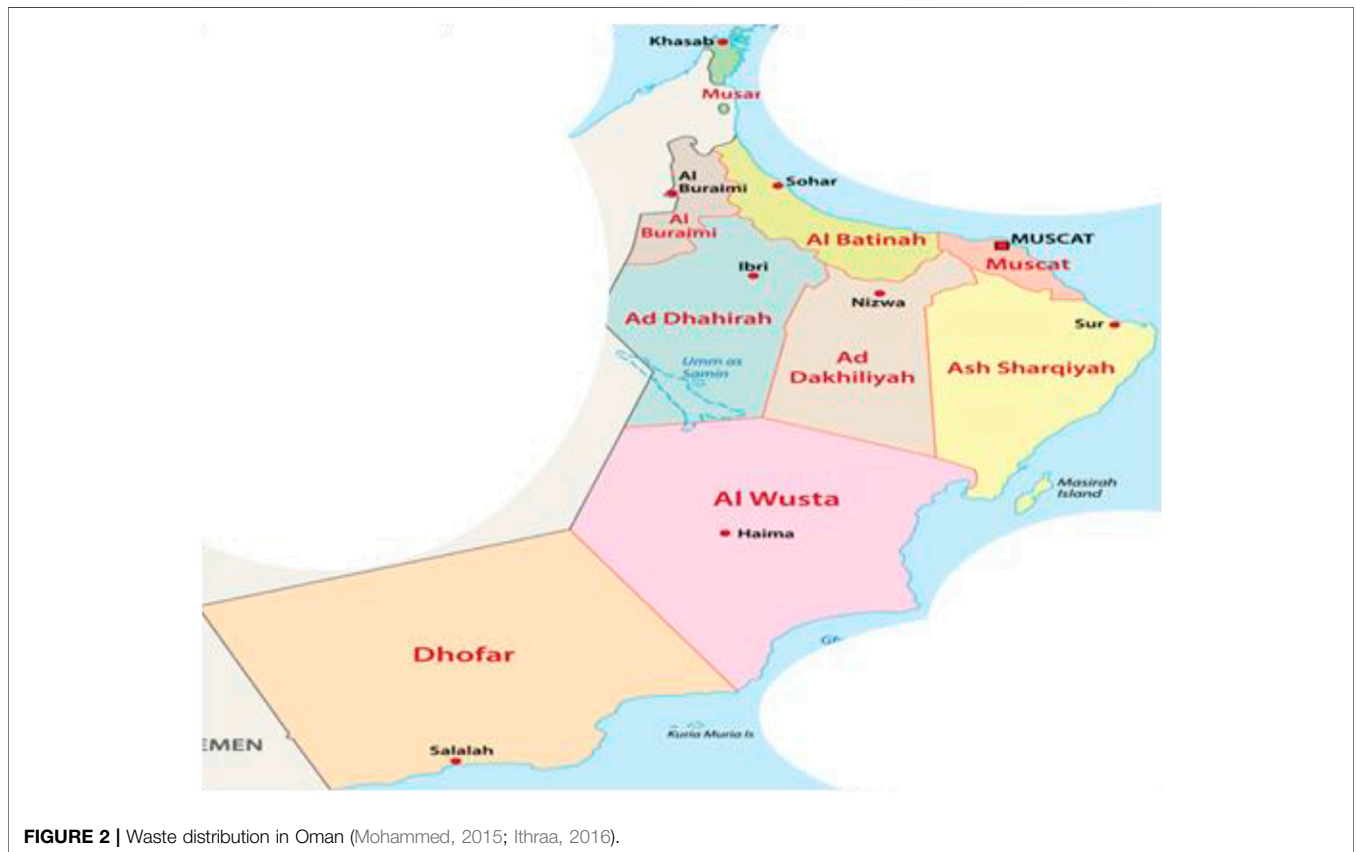 Khasab
Musar
Al
Buraimi
Sohar
Al
Buraimi
Al Batinah
MUSCAT
Muscat
Ibri
Nizwa
Sur
Ad Dhahirah
Umm as
Samin
Ad
Dakhiliyah
Ash Sharqiyah
Masirah
Island
Al Wusta
Haima
Dhofar
Kuria Muria Is
EMEN
Salalah
FIGURE 2 | Waste distribution in Oman (Mohammed, 2015; Ithraa, 2016).